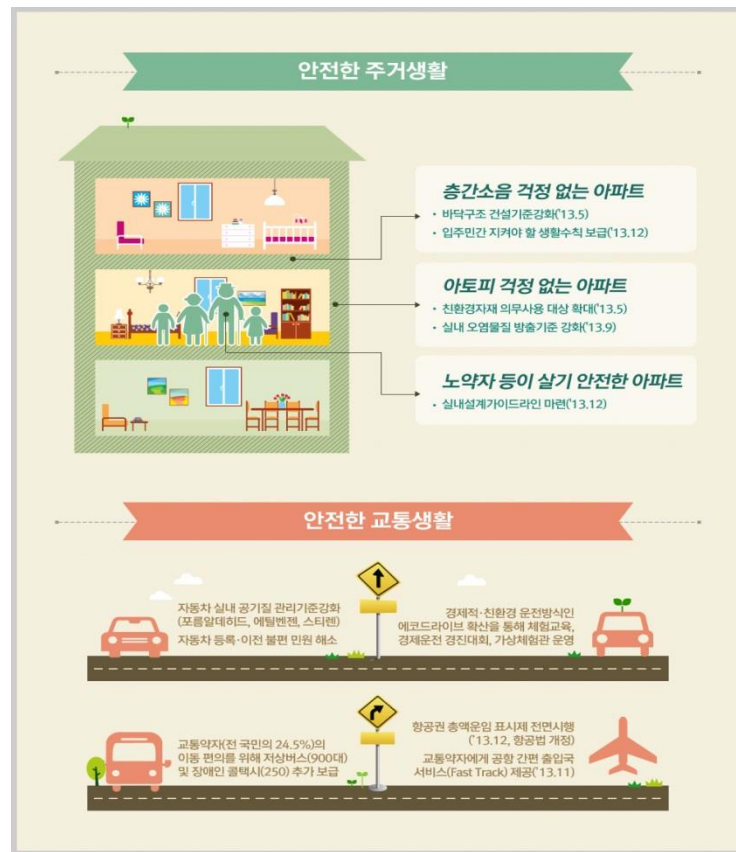 안전한 주거생활
층간소음 걱정 없는 아파트
• 바닥구조 건설기준강화('13.5)
• 입주민간 지켜야 할 생활수칙 보급('13.12)
아토피 걱정 없는 아파트
• 친환경자재 의무사용 대상 확대('13.5)
• 실내 오염물질 방출기준 강화('13.9)
노약자 등이 살기 안전한 아파트
• 실내설계가이드라인 마련('13.12)
안전한 교통생활
자동차 실내 공기질 관리기준강화
(포름알데히드, 에틸벤젠, 스티렌)
자동차 등록·이전 불편 민원 해소
경제적·친환경 운전방식인
에코드라이브 확산을 통해 체험교육,
경제운전 경진대회, 가상체험관 운영
교통약자(전 국민의 24.5%)의
이동 편의를 위해 저상버스(900대)
및 장애인 콜택시(250) 추가 보급
항공권 총액운임 표시제 전면시행
('13.12, 항공법 개정)
교통약자에게 공항 간편 출입국
서비스(Fast Track) 제공('13.11)